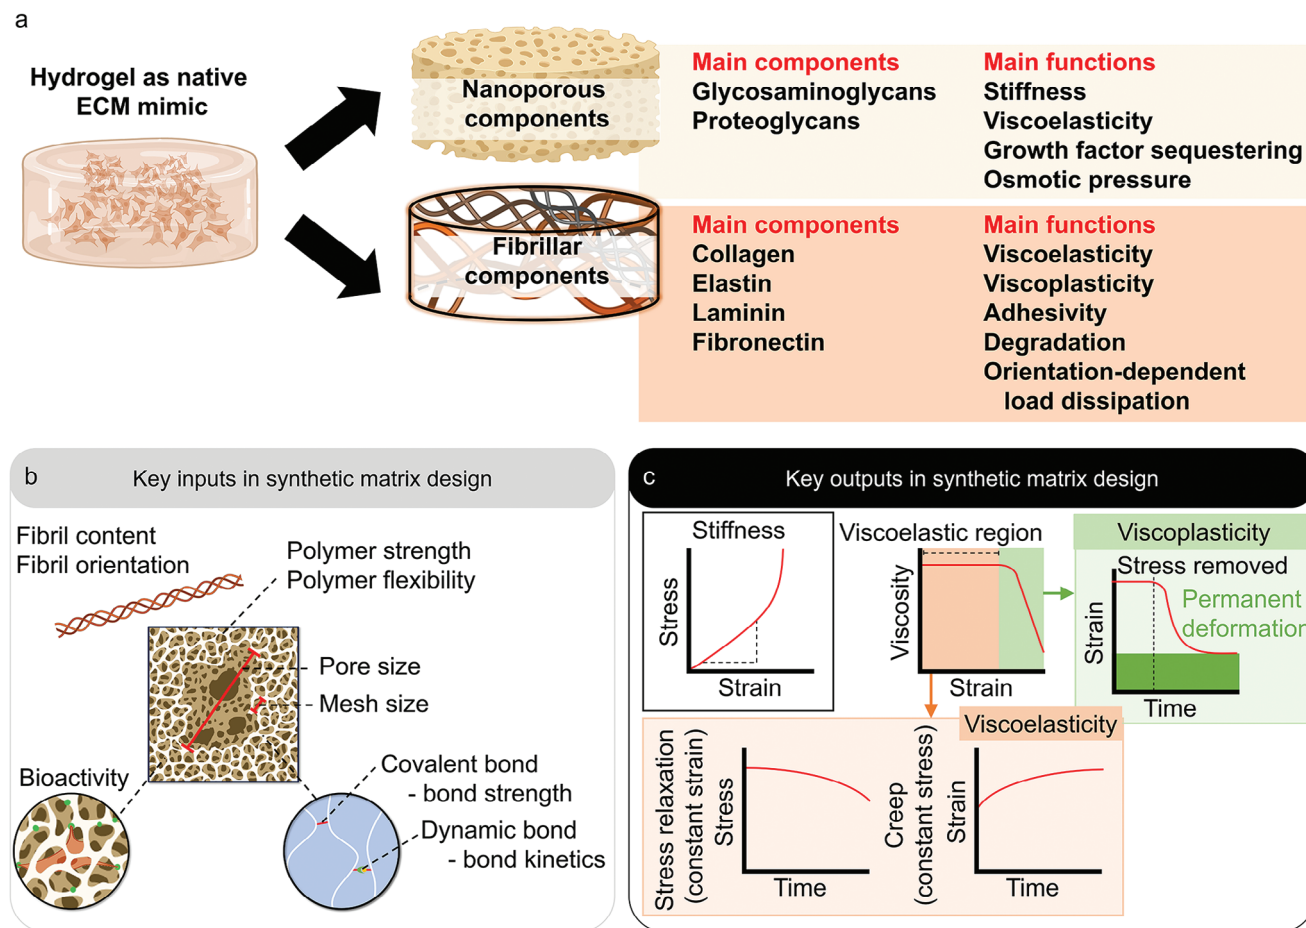 a
Hydrogel as native
ECM mimic
Nanoporous
components
Main components
Glycosaminoglycans
Proteoglycans
Main functions
Stiffness
Viscoelasticity
Growth factor sequestering
Osmotic pressure
Fibrillar
components
Main components
Collagen
Elastin
Laminin
Fibronectin
Main functions
Viscoelasticity
Viscoplasticity
Adhesivity
Degradation
Orientation-dependent
load dissipation
b
Key inputs in synthetic matrix design
Fibril content
Fibril orientation
Polymer strength
Polymer flexibility
Pore size
Mesh size
Bioactivity
Covalent bond
- bond strength
Dynamic bond
- bond kinetics
c
Key outputs in synthetic matrix design
Stiffness
Stress
Strain
Viscoelastic region
Viscosity
Strain
Viscoplasticity
Stress removed
Permanent
deformation
Strain
Time
Viscoelasticity
Stress relaxation
(constant strain)
Stress
Time
Creep
(constant stress)
Strain
Time